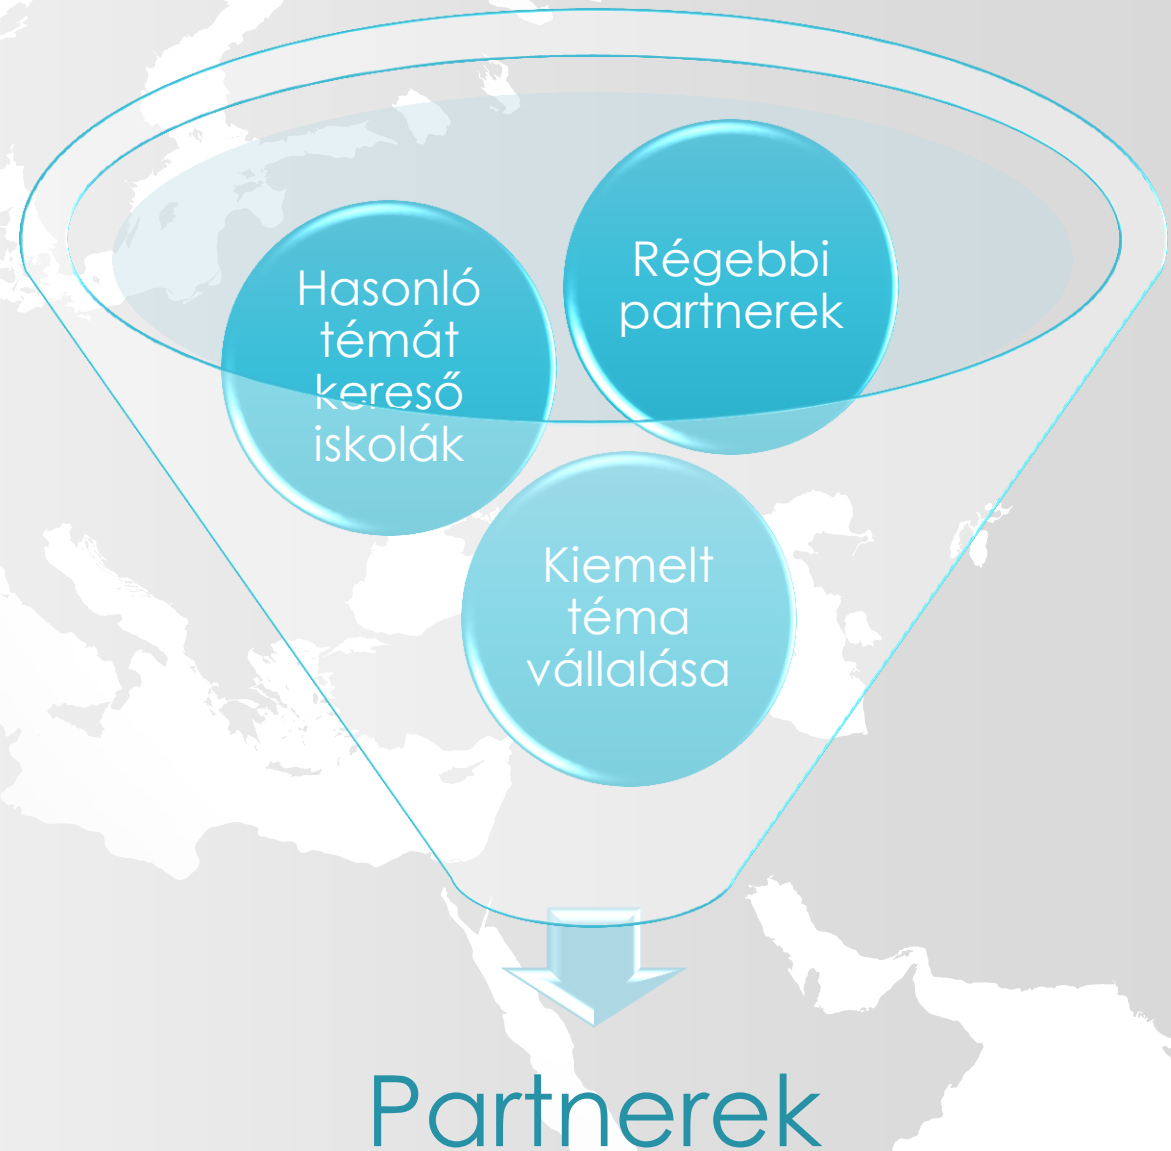 Hasonló
témát
kereső
iskolák
Régebbi
partnerek
Kiemelt
téma
vállalása
Partnerek